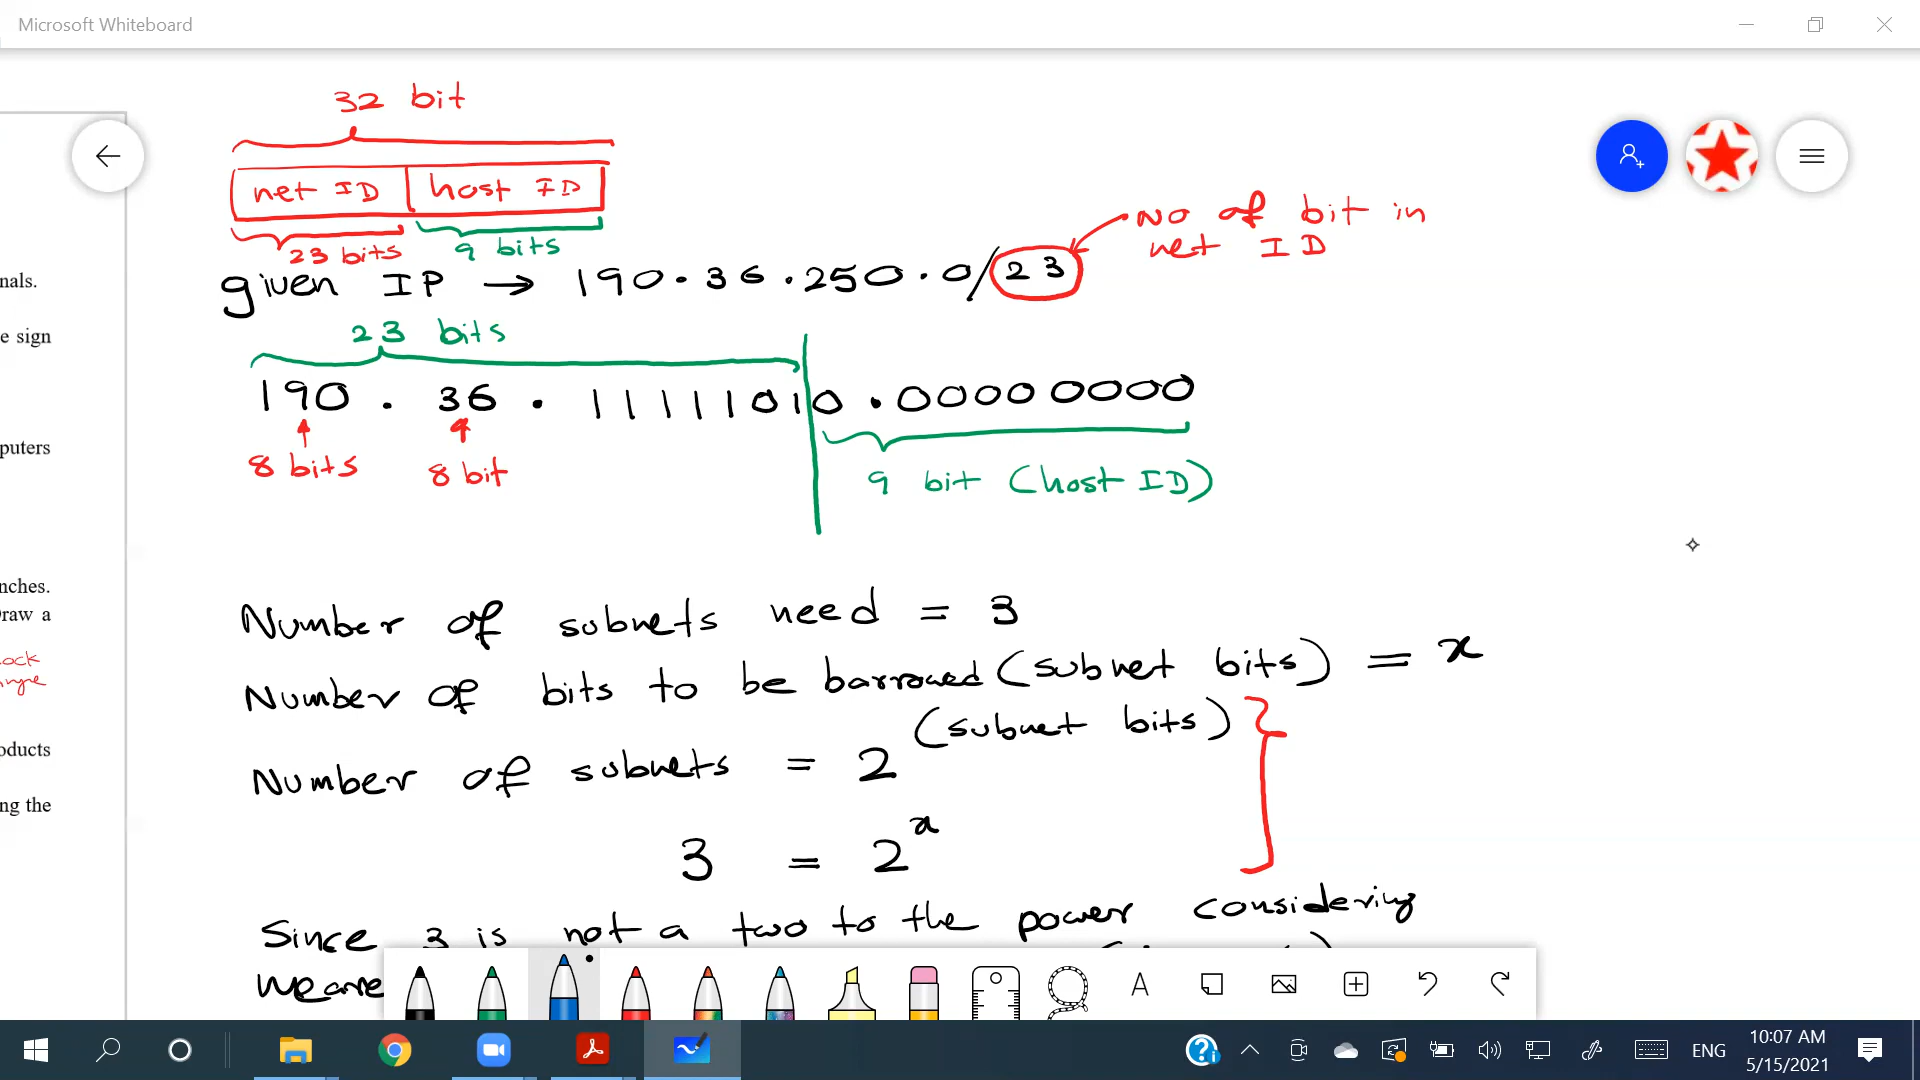 Microsoft Whiteboard
32 bit
net ID host ID
23 bits 9 bits
No of bit in
net ID
given IP → 190.36.250.0/23
23 bits
190 . 36 . 11111010 . 00000000
8 bits 8 bit
9 bit (host ID)
Number of subnets need = 3
Number of bits to be barrowed (subnet bits) = x
Number of subnets = 2 (subnet bits)
3 = 2 x
Since 3 is not a two to the power considering
We are
nals.
e sign
puters
nches.
raw a
ock
oducts
ng the
A
ENG
10:07 AM
5/15/2021